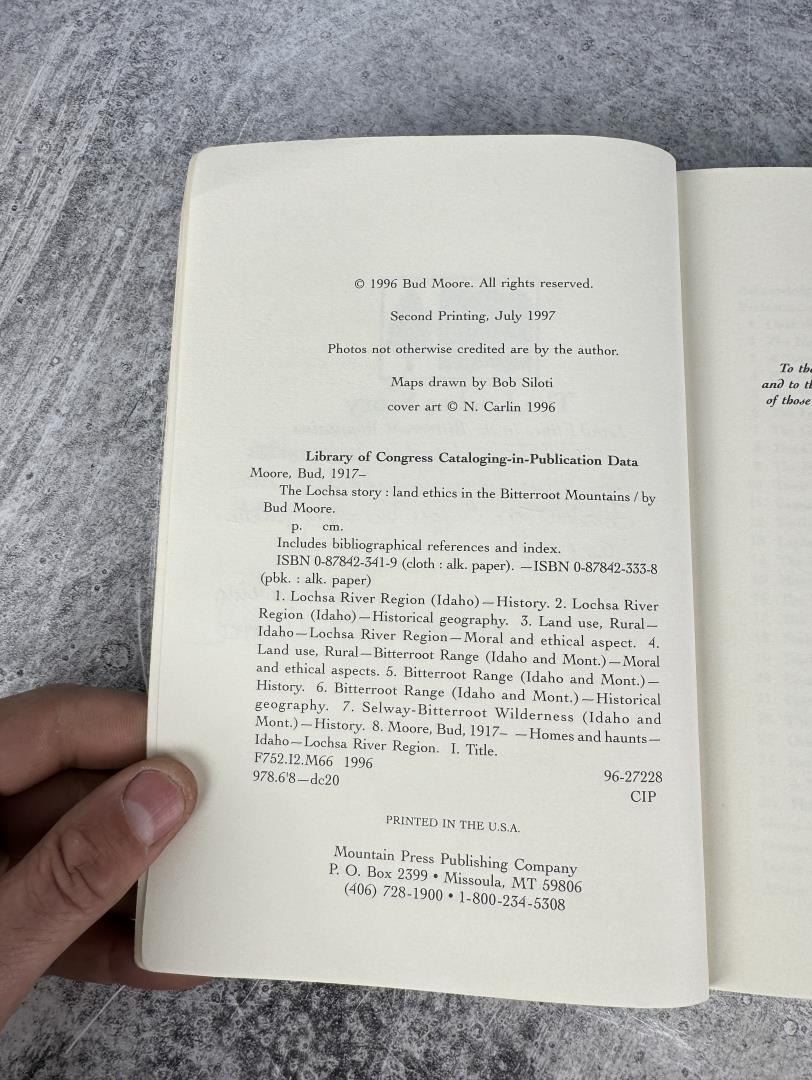 © 1996 Bud Moore. All rights reserved.
Second Printing, July 1997
Photos not otherwise credited are by the author.
Maps drawn by Bob Siloti
cover art © N. Carlin 1996
Library of Congress Cataloging-in-Publication Data
Moore, Bud, 1917–
The Lochsa story : land ethics in the Bitterroot Mountains / by
Bud Moore.
p. cm.
Includes bibliographical references and index.
ISBN 0-87842-341-9 (cloth : alk. paper). —ISBN 0-87842-333-8
(pbk. : alk. paper)
1. Lochsa River Region (Idaho)—History. 2. Lochsa River
Region (Idaho)—Historical geography. 3. Land use, Rural—
Idaho—Lochsa River Region—Moral and ethical aspect. 4.
Land use, Rural—Bitterroot Range (Idaho and Mont.)—Moral
and ethical aspects. 5. Bitterroot Range (Idaho and Mont.)—
History. 6. Bitterroot Range (Idaho and Mont.)—Historical
geography. 7. Selway-Bitterroot Wilderness (Idaho and
Mont.)—History. 8. Moore, Bud, 1917– —Homes and haunts—
Idaho—Lochsa River Region. I. Title.
F752.I2.M66 1996
978.6'8—dc20
96-27228
CIP
PRINTED IN THE U.S.A.
Mountain Press Publishing Company
P. O. Box 2399 • Missoula, MT 59806
(406) 728-1900 • 1-800-234-5308
To
and to
of those